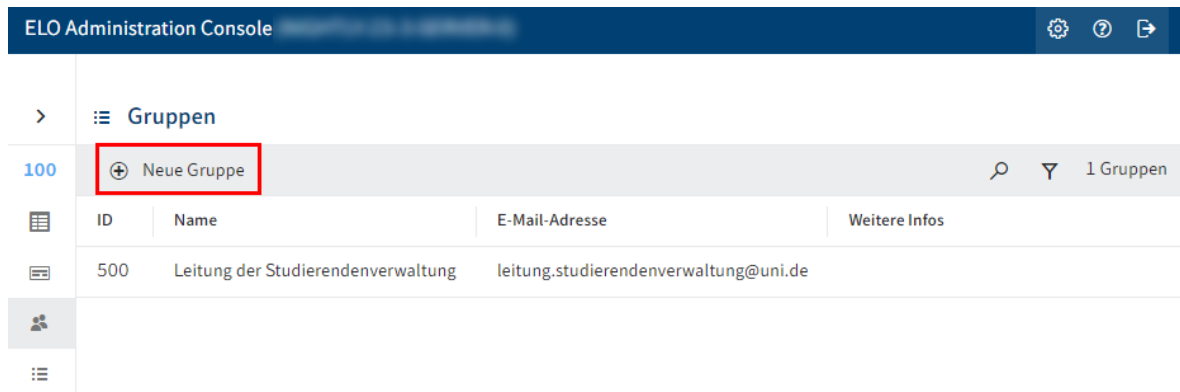 ELO Administration Console
Gruppen
100
Neue Gruppe
1 Gruppen
ID Name E-Mail-Adresse Weitere Infos
500 Leitung der Studierendenverwaltung leitung.studierendenverwaltung@uni.de